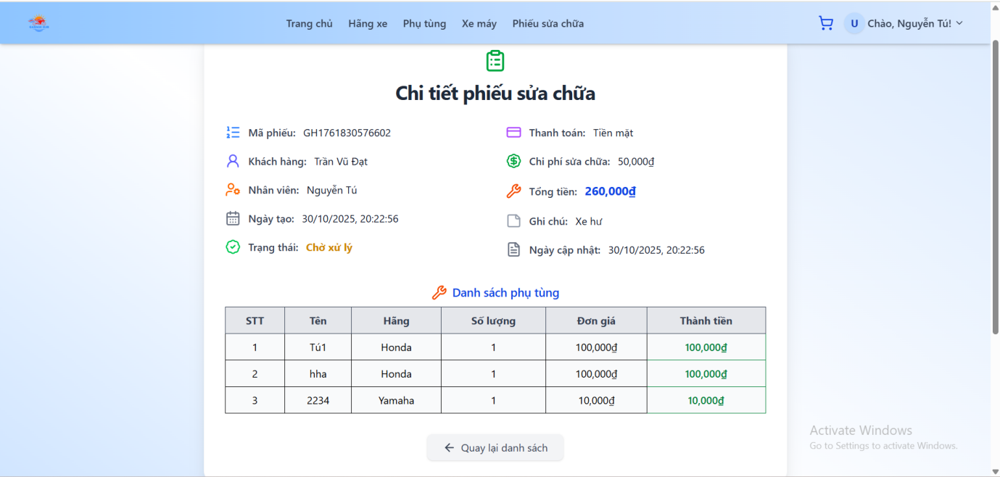 Trang chủ Hãng xe Phụ tùng Xe máy Phiếu sửa chữa U Chào, Nguyễn Tú!
Chi tiết phiếu sửa chữa
Mã phiếu: GH1761830576602
Khách hàng: Trần Vũ Đạt
Nhân viên: Nguyễn Tú
Ngày tạo: 30/10/2025, 20:22:56
Trạng thái: Chờ xử lý
Thanh toán: Tiền mặt
Chi phí sửa chữa: 50,000₫
Tổng tiền: 260,000₫
Ghi chú: Xe hư
Ngày cập nhật: 30/10/2025, 20:22:56
Danh sách phụ tùng
STT Tên Hãng Số lượng Đơn giá Thành tiền
1 Tú1 Honda 1 100,000₫ 100,000₫
2 hha Honda 1 100,000₫ 100,000₫
3 2234 Yamaha 1 10,000₫ 10,000₫
Quay lại danh sách
Activate Windows
Go to Settings to activate Windows.